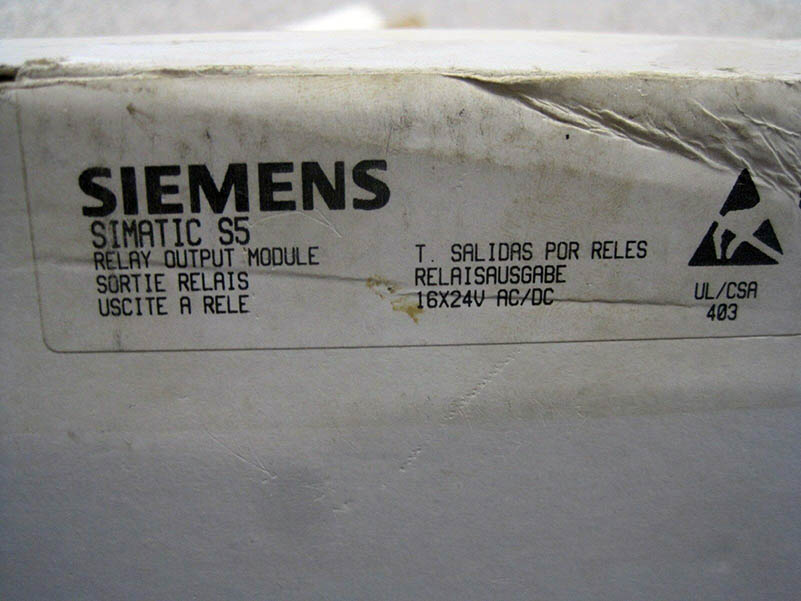 SIEMENS
SIMATIC S5
RELAY OUTPUT MODULE
SORTIE RELAIS
USCITE A RELE
T. SALIDAS POR RELES
RELAISAUSGABE
16X24V AC/DC
UL/CSA
403